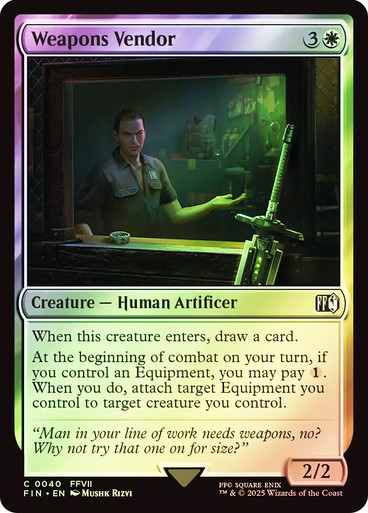 Weapons Vendor 3
Creature — Human Artificer
When this creature enters, draw a card.
At the beginning of combat on your turn, if
you control an Equipment, you may pay 1.
When you do, attach target Equipment you
control to target creature you control.
“Man in your line of work needs weapons, no?
Why not try that one for size?”
2/2
C 0040 FFVII
FIN • EN Mushk Rizvi
FF© SQUARE ENIX
™ & © 2025 Wizards of the Coast